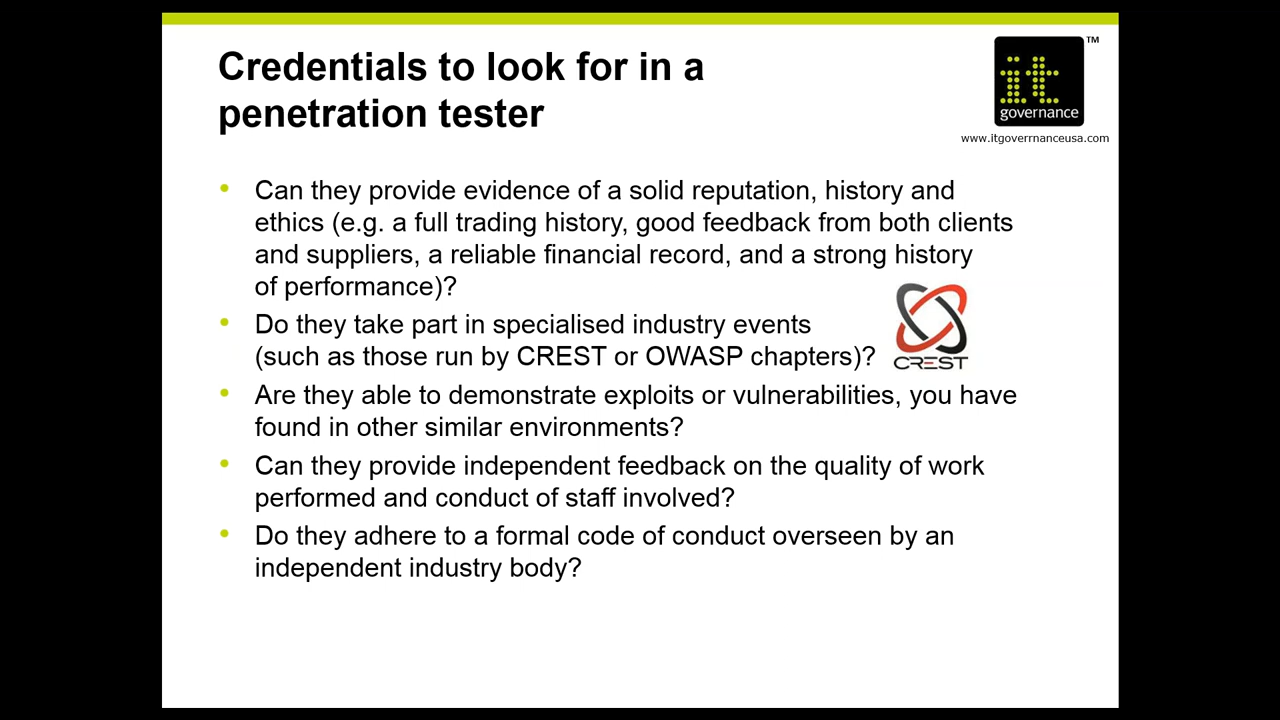 Credentials to look for in a
penetration tester
it
governance
TM
www.itgoverrnanceusa.com
• Can they provide evidence of a solid reputation, history and
ethics (e.g. a full trading history, good feedback from both clients
and suppliers, a reliable financial record, and a strong history
of performance)?
• Do they take part in specialised industry events
(such as those run by CREST or OWASP chapters)?
CREST
• Are they able to demonstrate exploits or vulnerabilities, you have
found in other similar environments?
• Can they provide independent feedback on the quality of work
performed and conduct of staff involved?
• Do they adhere to a formal code of conduct overseen by an
independent industry body?